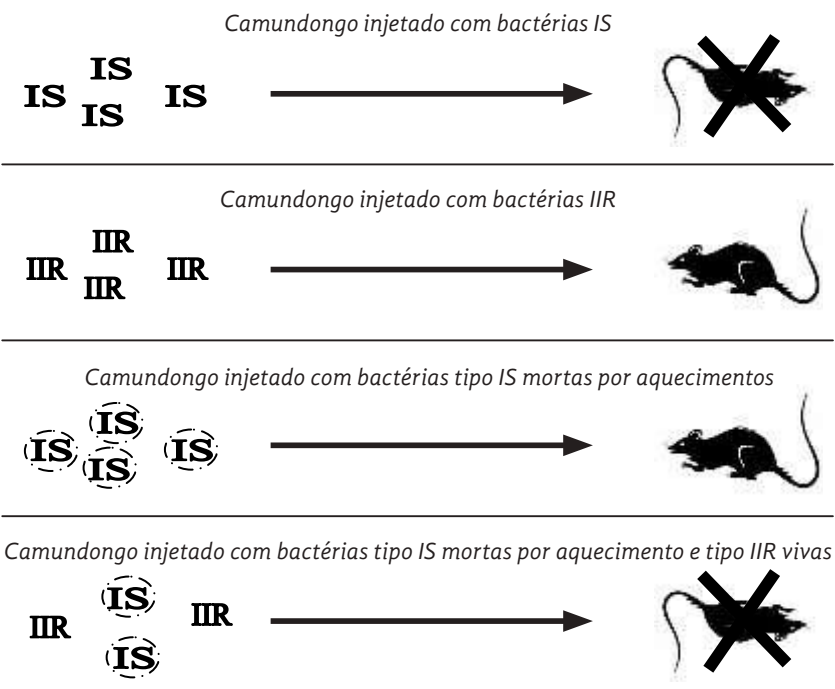 Camundongo injetado com bactérias IS
IS
IS IS
IS
Camundongo injetado com bactérias IIR
IIR
IIR IIR
IIR
Camundongo injetado com bactérias tipo IS mortas por aquecimentos
IS
IS IS
IS
Camundongo injetado com bactérias tipo IS mortas por aquecimento e tipo IIR vivas
IS
IIR IIR
IS